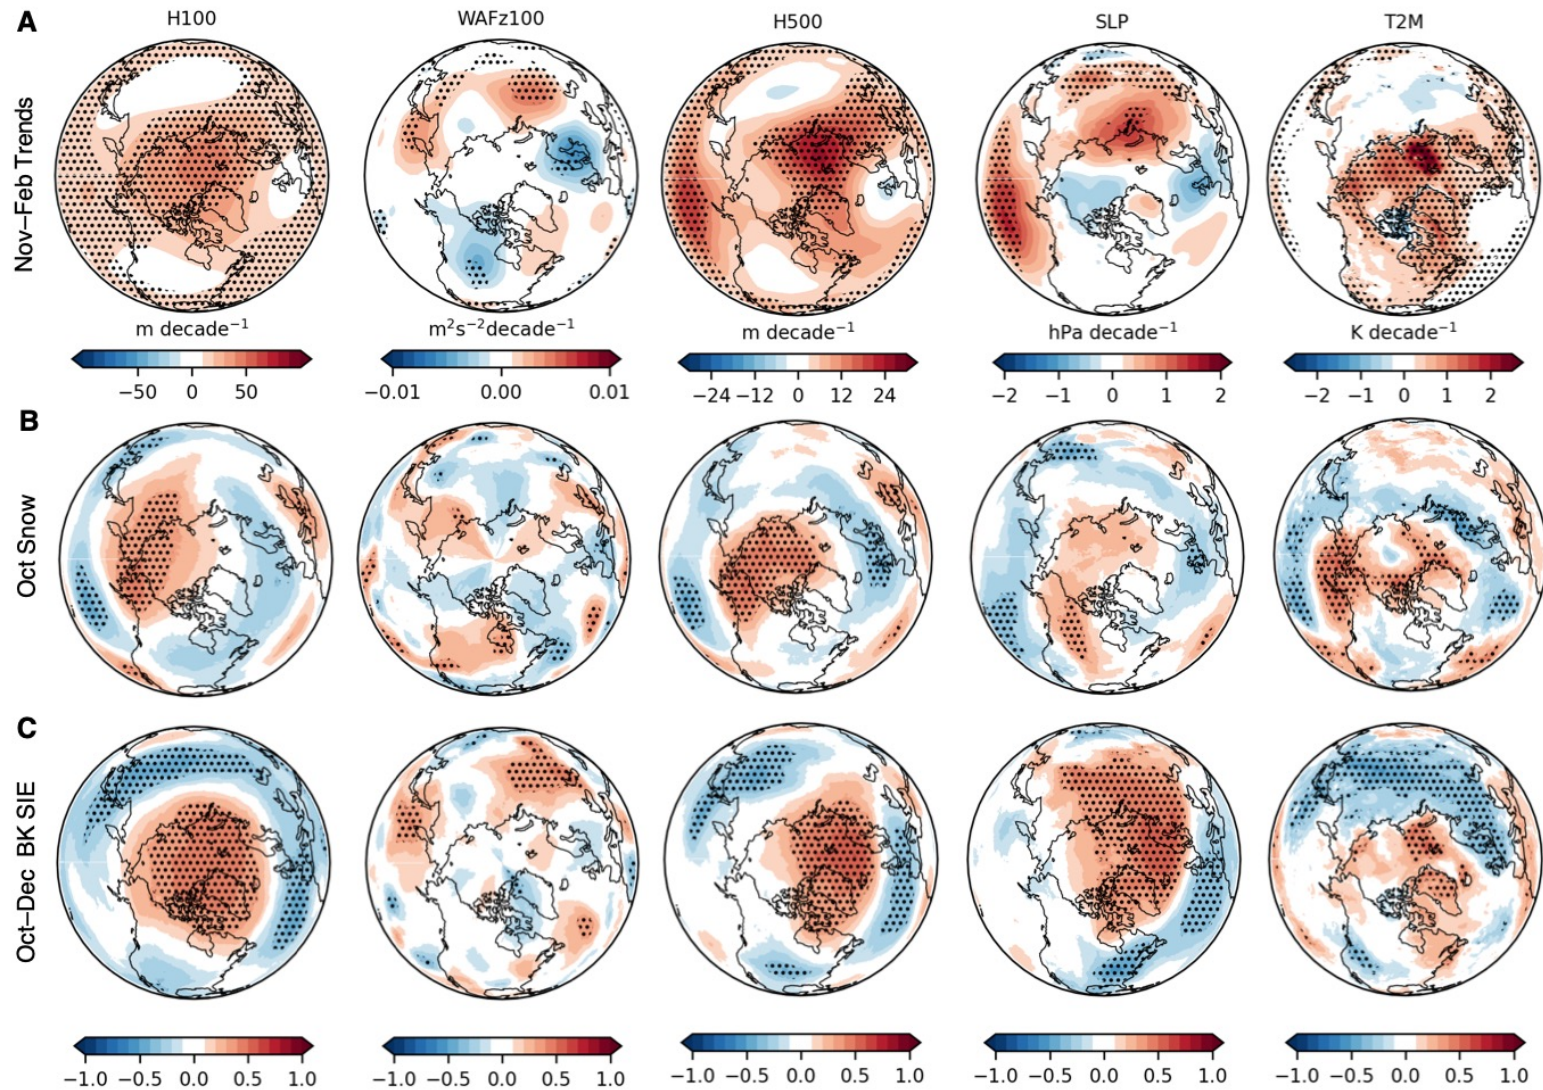 A
H100 WAFz100 H500 SLP T2M
Nov–Feb Trends
m decade⁻¹ m²s⁻²decade⁻¹ m decade⁻¹ hPa decade⁻¹ K decade⁻¹
−50 0 50 −0.01 0.00 0.01 −24 −12 0 12 24 −2 −1 0 1 2 −2 −1 0 1 2
B
Oct Snow
C
Oct–Dec BK SIE
−1.0 −0.5 0.0 0.5 1.0 −1.0 −0.5 0.0 0.5 1.0 −1.0 −0.5 0.0 0.5 1.0 −1.0 −0.5 0.0 0.5 1.0 −1.0 −0.5 0.0 0.5 1.0